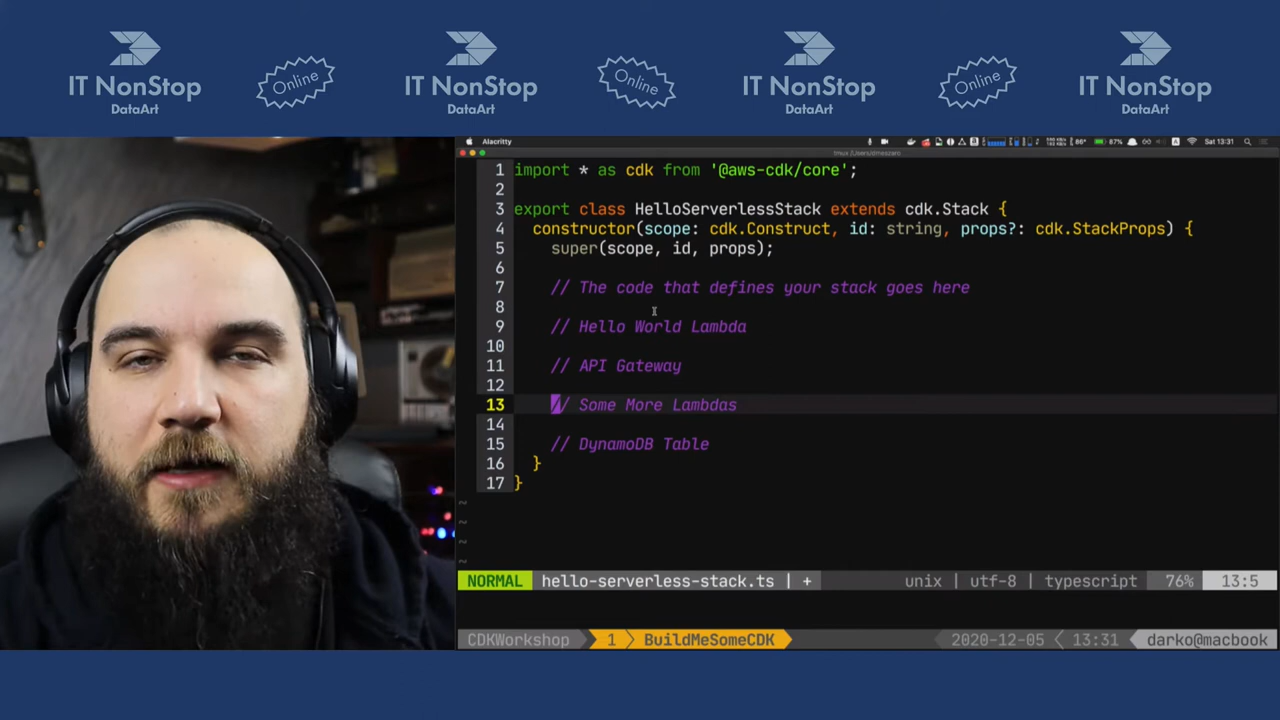 IT NonStop
DataArt
Online
IT NonStop
DataArt
Online
IT NonStop
DataArt
Online
IT NonStop
DataArt
Alacritty
87%
Sat 13:31
1 import * as cdk from '@aws-cdk/core';
2
3 export class HelloServerlessStack extends cdk.Stack {
4 constructor(scope: cdk.Construct, id: string, props?: cdk.StackProps) {
5 super(scope, id, props);
6
7 // The code that defines your stack goes here
8
9 // Hello World Lambda
10
11 // API Gateway
12
13 // Some More Lambdas
14
15 // DynamoDB Table
16 }
17 }
~
~
~
~
NORMAL hello-serverless-stack.ts | + unix | utf-8 | typescript 76% 13:5
CDKWorkshop 1 BuildMeSomeCDK 2020-12-05 13:31 darko@macbook